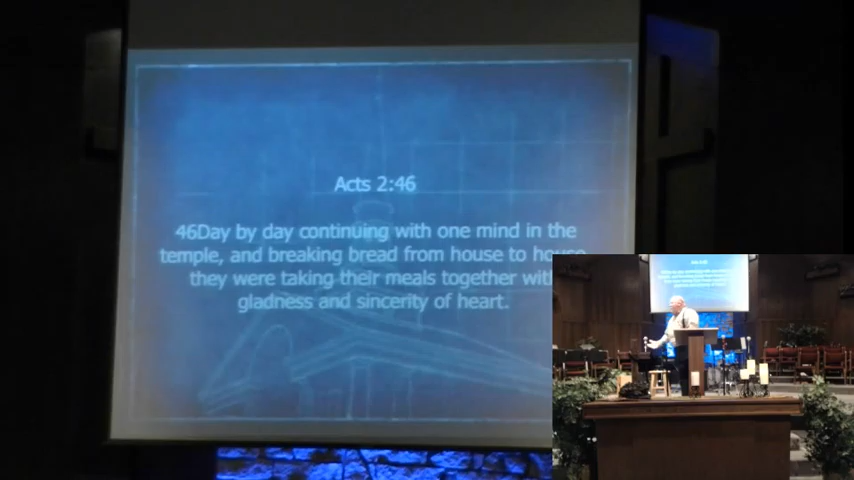 Acts 2:46
46Day by day continuing with one mind in the
temple, and breaking bread from house to house
they were taking their meals together with
gladness and sincerity of heart.